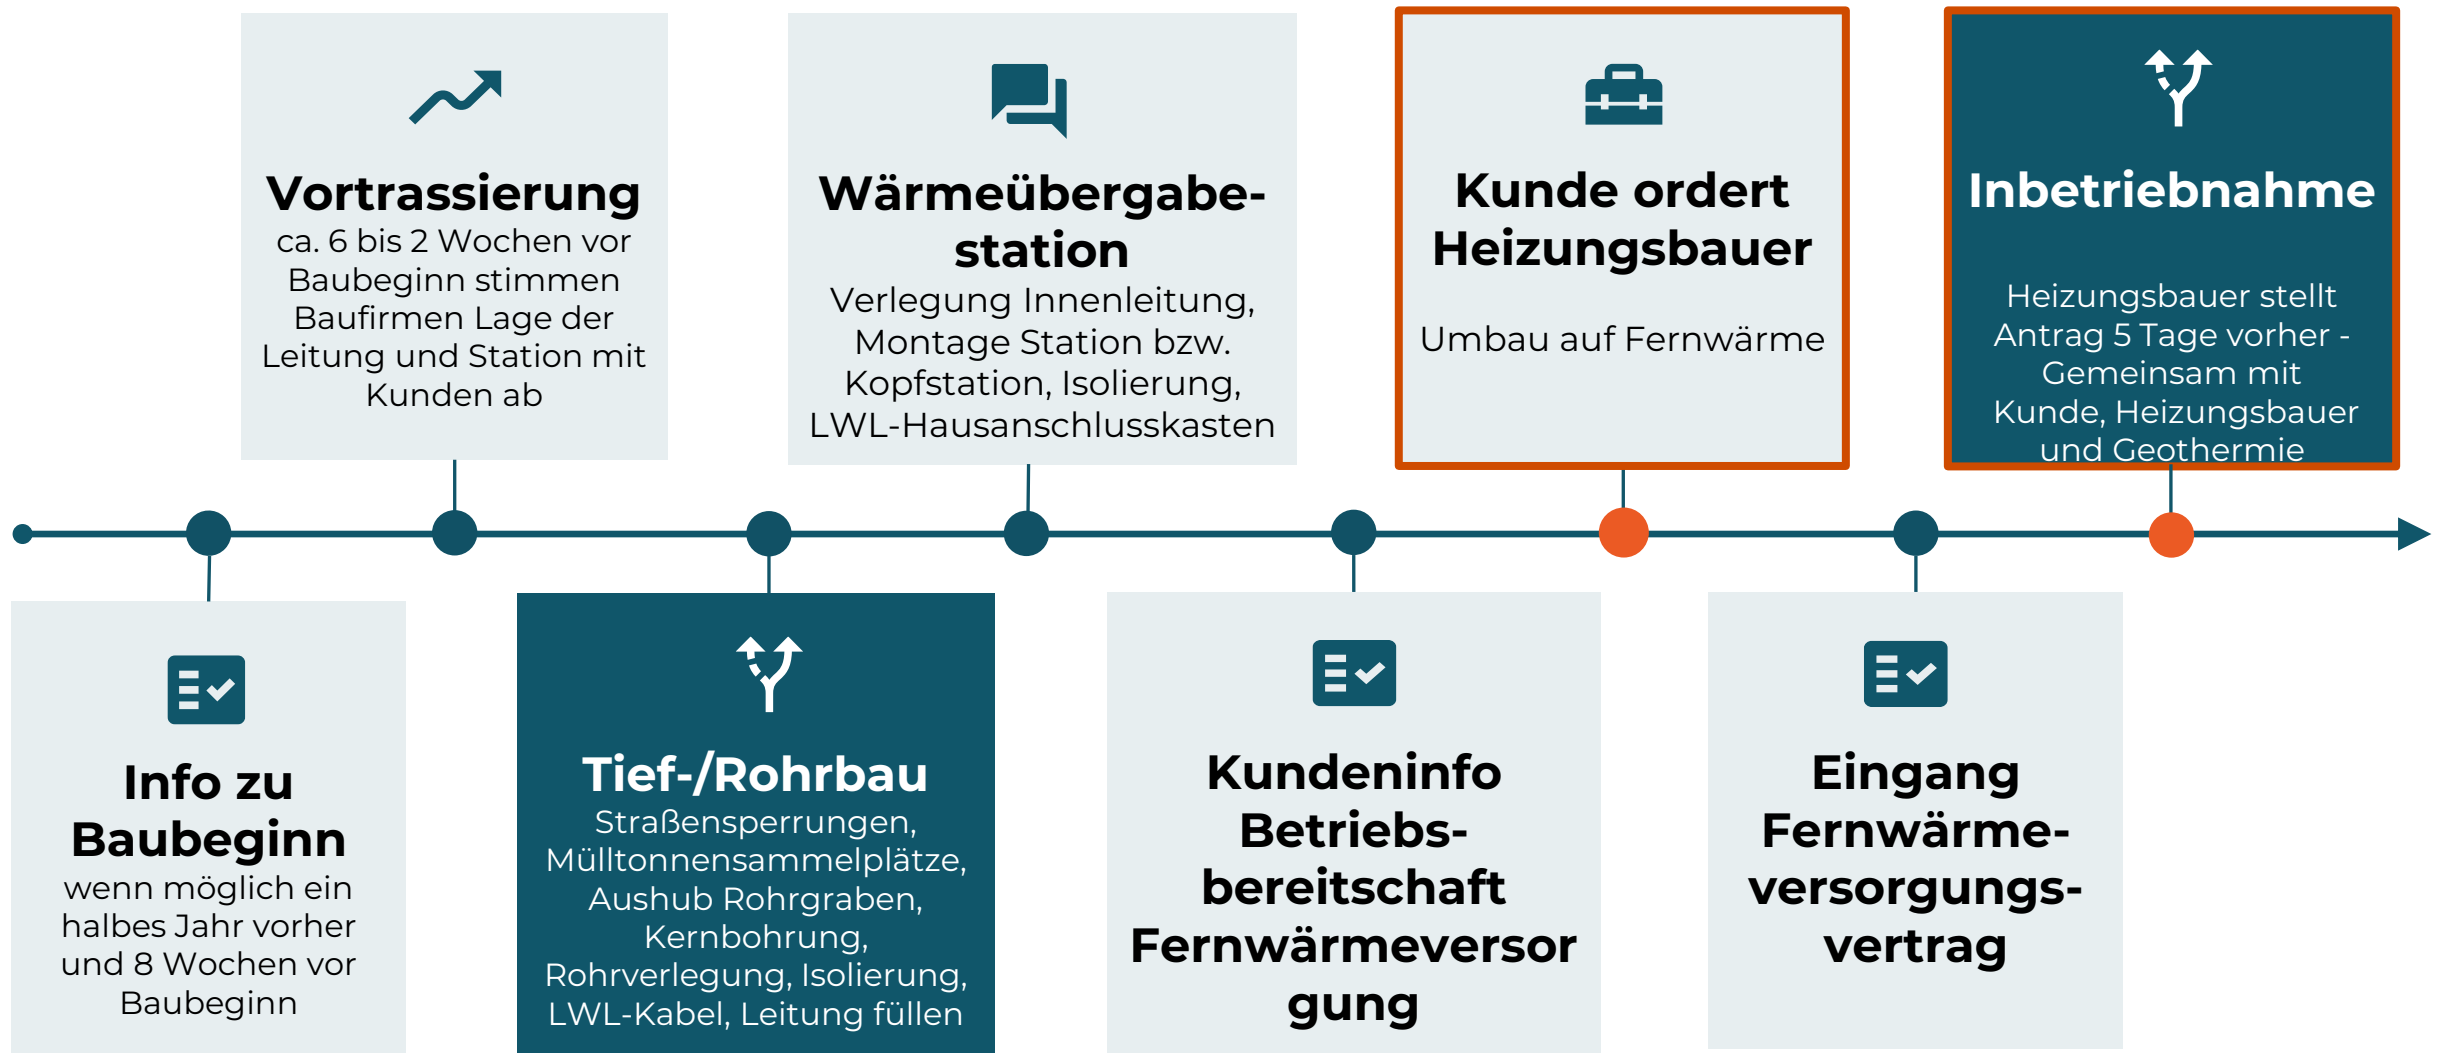 Vortrassierung
ca. 6 bis 2 Wochen vor
Baubeginn stimmen
Baufirmen Lage der
Leitung und Station mit
Kunden ab
Wärmeübergabe-
station
Verlegung Innenleitung,
Montage Station bzw.
Kopfstation, Isolierung,
LWL-Hausanschlusskasten
Kunde ordert
Heizungsbauer
Umbau auf Fernwärme
Inbetriebnahme
Heizungsbauer stellt
Antrag 5 Tage vorher -
Gemeinsam mit
Kunde, Heizungsbauer
und Geothermie
Info zu
Baubeginn
wenn möglich ein
halbes Jahr vorher
und 8 Wochen vor
Baubeginn
Tief-/Rohrbau
Straßensperrungen,
Mülltonnensammelplätze,
Aushub Rohrgraben,
Kernbohrung,
Rohrverlegung, Isolierung,
LWL-Kabel, Leitung füllen
Kundeninfo
Betriebs-
bereitschaft
Fernwärmeversor
gung
Eingang
Fernwärme-
versorgungs-
vertrag